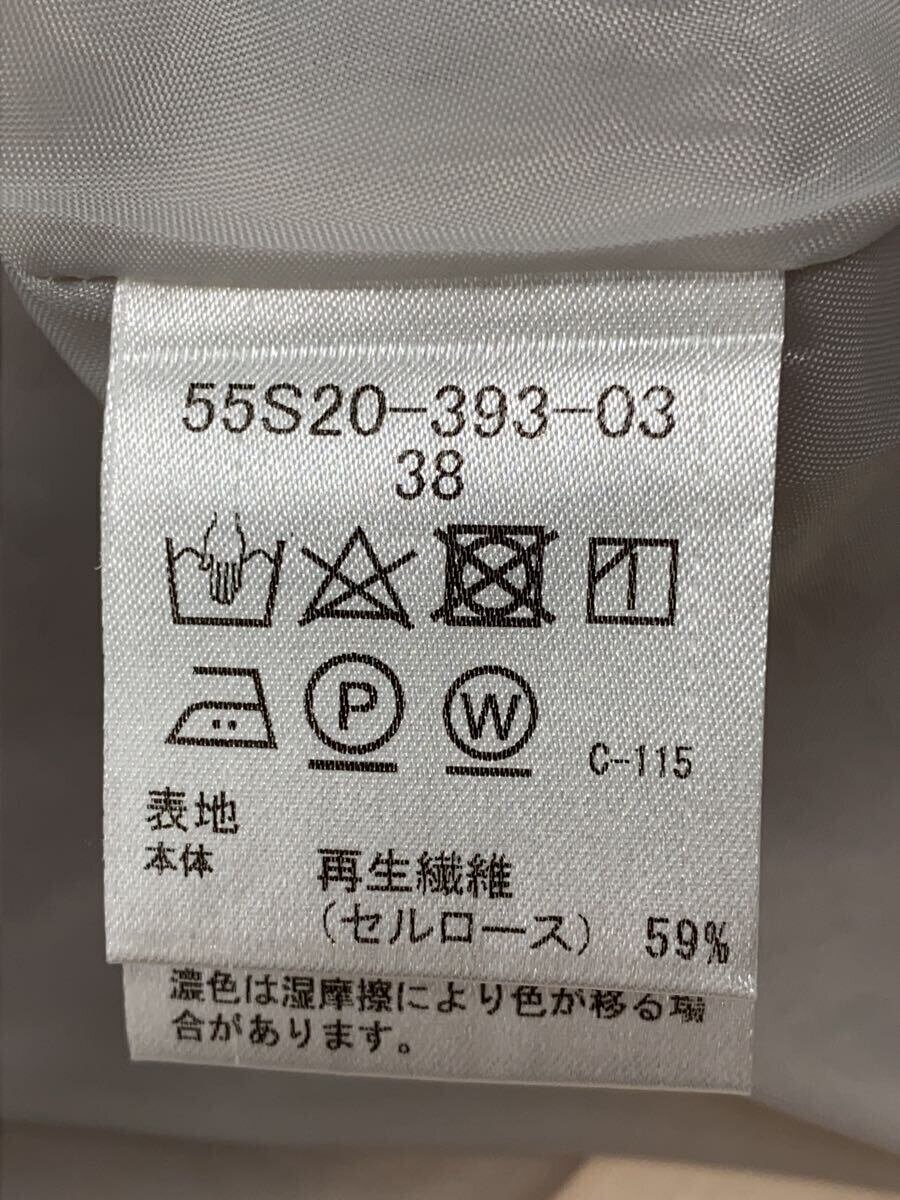 55S20-393-03
38
P W C-115
表地
本体 再生繊維
(セルロース) 59%
濃色は湿摩擦により色が移る場
合があります。